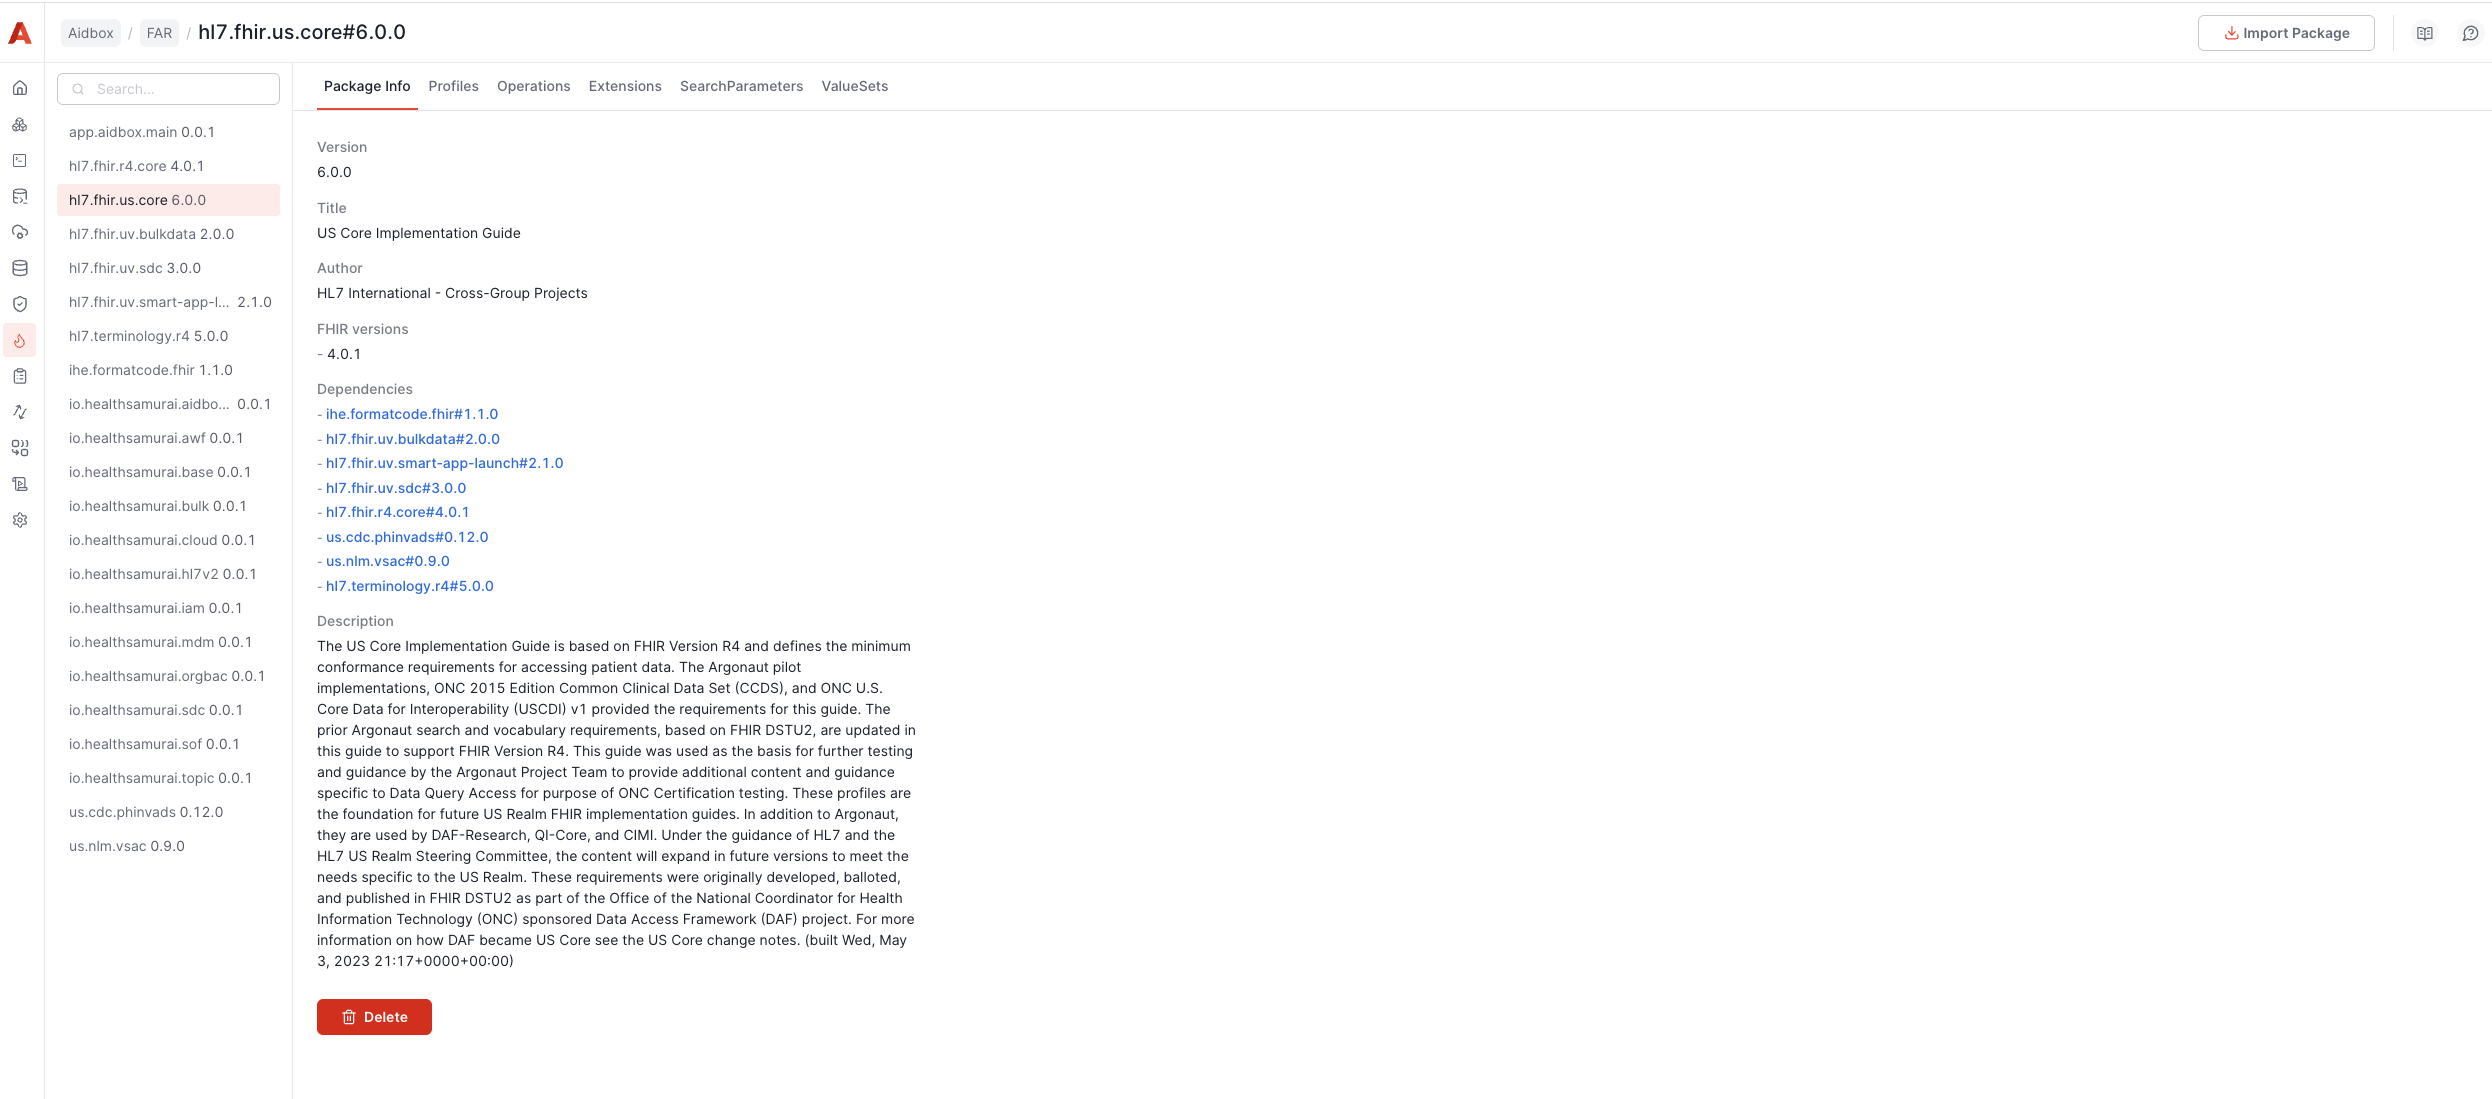 Aidbox / FAR / hl7.fhir.us.core#6.0.0
Import Package
Search...
app.aidbox.main 0.0.1
hl7.fhir.r4.core 4.0.1
hl7.fhir.us.core 6.0.0
hl7.fhir.uv.bulkdata 2.0.0
hl7.fhir.uv.sdc 3.0.0
hl7.fhir.uv.smart-app-l... 2.1.0
hl7.terminology.r4 5.0.0
ihe.formatcode.fhir 1.1.0
io.healthsamurai.aidbo... 0.0.1
io.healthsamurai.awf 0.0.1
io.healthsamurai.base 0.0.1
io.healthsamurai.bulk 0.0.1
io.healthsamurai.cloud 0.0.1
io.healthsamurai.hl7v2 0.0.1
io.healthsamurai.iam 0.0.1
io.healthsamurai.mdm 0.0.1
io.healthsamurai.orgbac 0.0.1
io.healthsamurai.sdc 0.0.1
io.healthsamurai.sof 0.0.1
io.healthsamurai.topic 0.0.1
us.cdc.phinvads 0.12.0
us.nlm.vsac 0.9.0
Package Info Profiles Operations Extensions SearchParameters ValueSets
Version
6.0.0
Title
US Core Implementation Guide
Author
HL7 International - Cross-Group Projects
FHIR versions
- 4.0.1
Dependencies
- ihe.formatcode.fhir#1.1.0
- hl7.fhir.uv.bulkdata#2.0.0
- hl7.fhir.uv.smart-app-launch#2.1.0
- hl7.fhir.uv.sdc#3.0.0
- hl7.fhir.r4.core#4.0.1
- us.cdc.phinvads#0.12.0
- us.nlm.vsac#0.9.0
- hl7.terminology.r4#5.0.0
Description
The US Core Implementation Guide is based on FHIR Version R4 and defines the minimum
conformance requirements for accessing patient data. The Argonaut pilot
implementations, ONC 2015 Edition Common Clinical Data Set (CCDS), and ONC U.S.
Core Data for Interoperability (USCDI) v1 provided the requirements for this guide. The
prior Argonaut search and vocabulary requirements, based on FHIR DSTU2, are updated in
this guide to support FHIR Version R4. This guide was used as the basis for further testing
and guidance by the Argonaut Project Team to provide additional content and guidance
specific to Data Query Access for purpose of ONC Certification testing. These profiles are
the foundation for future US Realm FHIR implementation guides. In addition to Argonaut,
they are used by DAF-Research, QI-Core, and CIMI. Under the guidance of HL7 and the
HL7 US Realm Steering Committee, the content will expand in future versions to meet the
needs specific to the US Realm. These requirements were originally developed, balloted,
and published in FHIR DSTU2 as part of the Office of the National Coordinator for Health
Information Technology (ONC) sponsored Data Access Framework (DAF) project. For more
information on how DAF became US Core see the US Core change notes. (built Wed, May
3, 2023 21:17+0000+00:00)
Delete